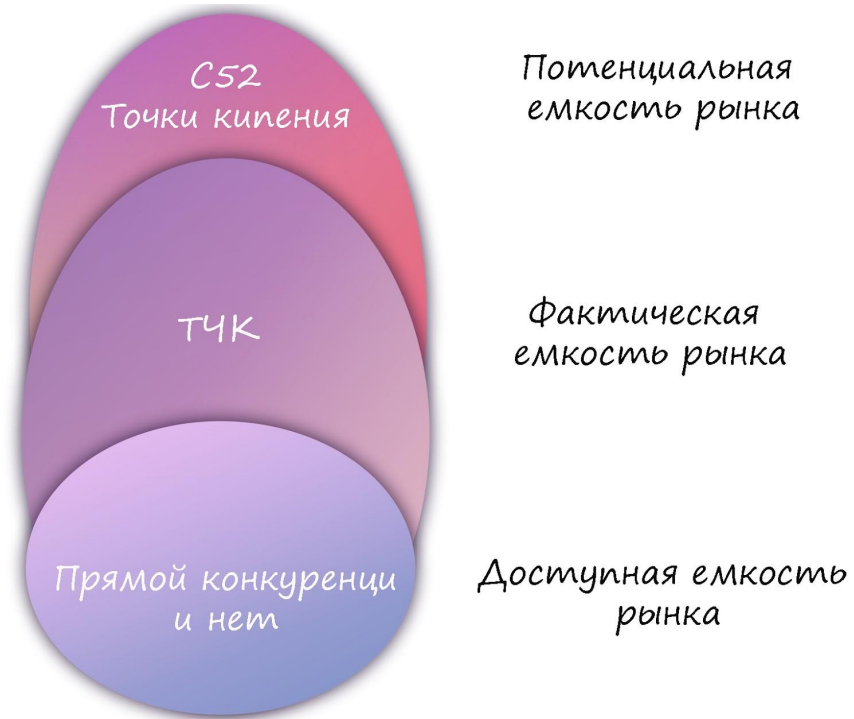 С52
Точки кипения
Потенциальная
емкость рынка
ТЧК
Фактическая
емкость рынка
Прямой конкуренци
и нет
Доступная емкость
рынка